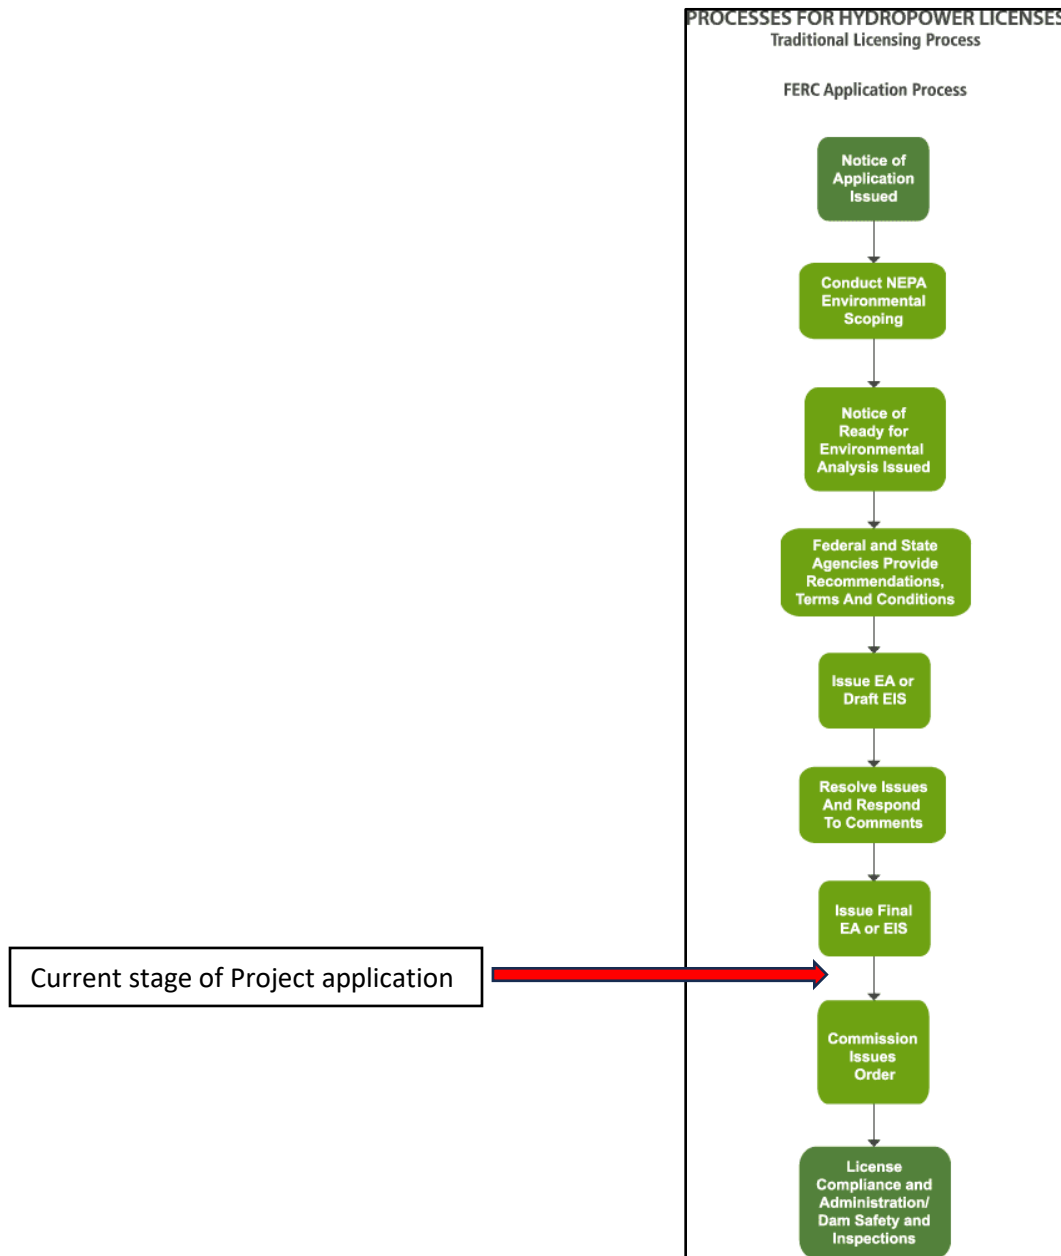 PROCESSES FOR HYDROPOWER LICENSES
Traditional Licensing Process
FERC Application Process
Notice of
Application
Issued
Conduct NEPA
Environmental
Scoping
Notice of
Ready for
Environmental
Analysis Issued
Federal and State
Agencies Provide
Recommendations,
Terms And Conditions
Issue EA or
Draft EIS
Resolve Issues
And Respond
To Comments
Issue Final
EA or EIS
Current stage of Project application
Commission
Issues
Order
License
Compliance and
Administration/
Dam Safety and
Inspections